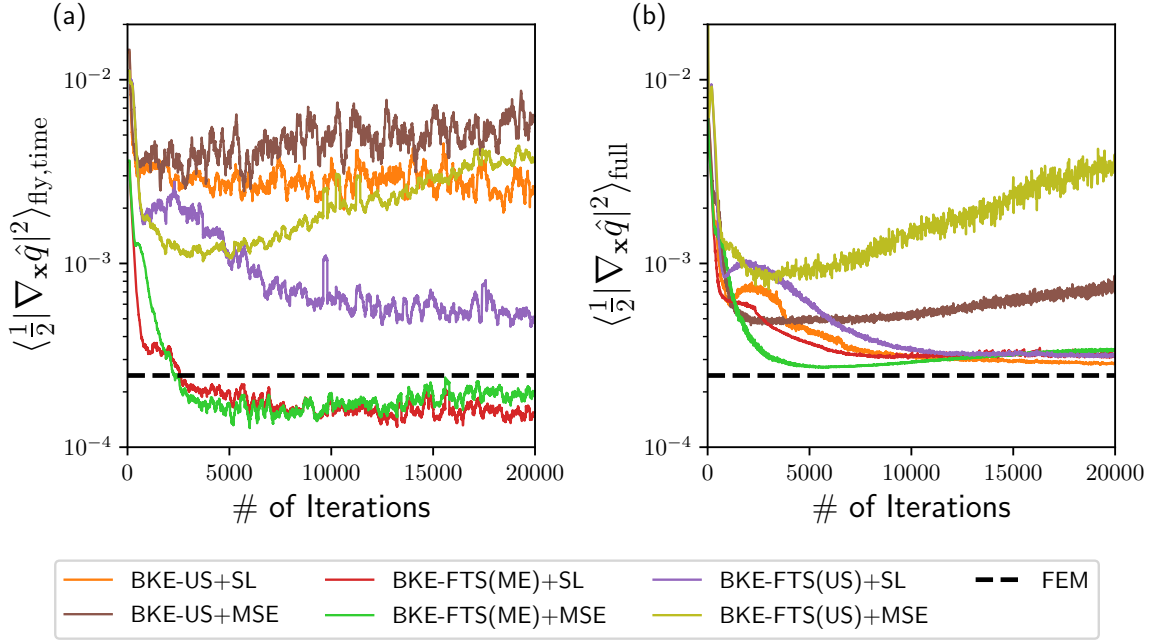 (a)
(b)
⟨½|∇ₓq̂|²⟩fly,time
10⁻²
10⁻³
10⁻⁴
0 5000 10000 15000 20000
# of Iterations
⟨½|∇ₓq̂|²⟩full
10⁻²
10⁻³
10⁻⁴
0 5000 10000 15000 20000
# of Iterations
BKE-US+SL BKE-FTS(ME)+SL BKE-FTS(US)+SL FEM
BKE-US+MSE BKE-FTS(ME)+MSE BKE-FTS(US)+MSE